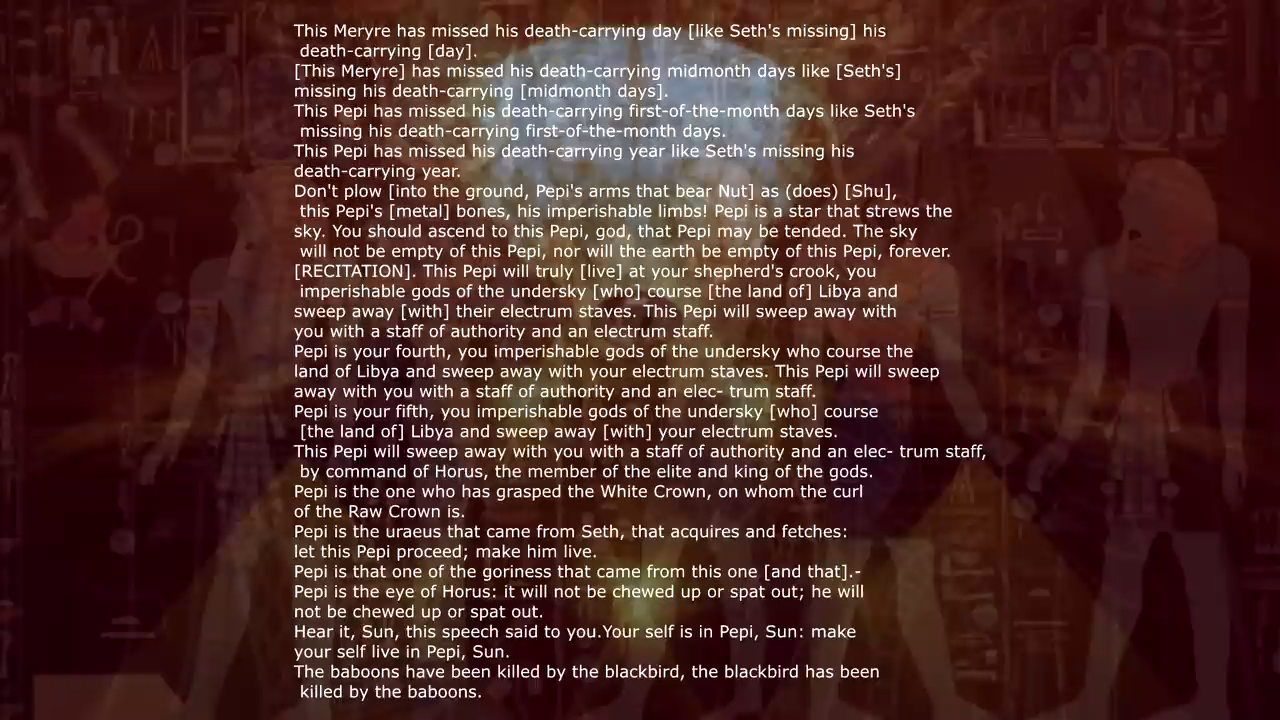 This Meryre has missed his death-carrying day [like Seth's missing] his
death-carrying [day].
[This Meryre] has missed his death-carrying midmonth days like [Seth's]
missing his death-carrying [midmonth days].
This Pepi has missed his death-carrying first-of-the-month days like Seth's
missing his death-carrying first-of-the-month days.
This Pepi has missed his death-carrying year like Seth's missing his
death-carrying year.
Don't plow [into the ground, Pepi's arms that bear Nut] as (does) [Shu],
this Pepi's [metal] bones, his imperishable limbs! Pepi is a star that strews the
sky. You should ascend to this Pepi, god, that Pepi may be tended. The sky
will not be empty of this Pepi, nor will the earth be empty of this Pepi, forever.
[RECITATION]. This Pepi will truly [live] at your shepherd's crook, you
imperishable gods of the undersky [who] course [the land of] Libya and
sweep away [with] their electrum staves. This Pepi will sweep away with
you with a staff of authority and an electrum staff.
Pepi is your fourth, you imperishable gods of the undersky who course the
land of Libya and sweep away with your electrum staves. This Pepi will sweep
away with you with a staff of authority and an elec- trum staff.
Pepi is your fifth, you imperishable gods of the undersky [who] course
[the land of] Libya and sweep away [with] your electrum staves.
This Pepi will sweep away with you with a staff of authority and an elec- trum staff,
by command of Horus, the member of the elite and king of the gods.
Pepi is the one who has grasped the White Crown, on whom the curl
of the Raw Crown is.
Pepi is the uraeus that came from Seth, that acquires and fetches:
let this Pepi proceed; make him live.
Pepi is that one of the goriness that came from this one [and that].-
Pepi is the eye of Horus: it will not be chewed up or spat out; he will
not be chewed up or spat out.
Hear it, Sun, this speech said to you.Your self is in Pepi, Sun: make
your self live in Pepi, Sun.
The baboons have been killed by the blackbird, the blackbird has been
killed by the baboons.